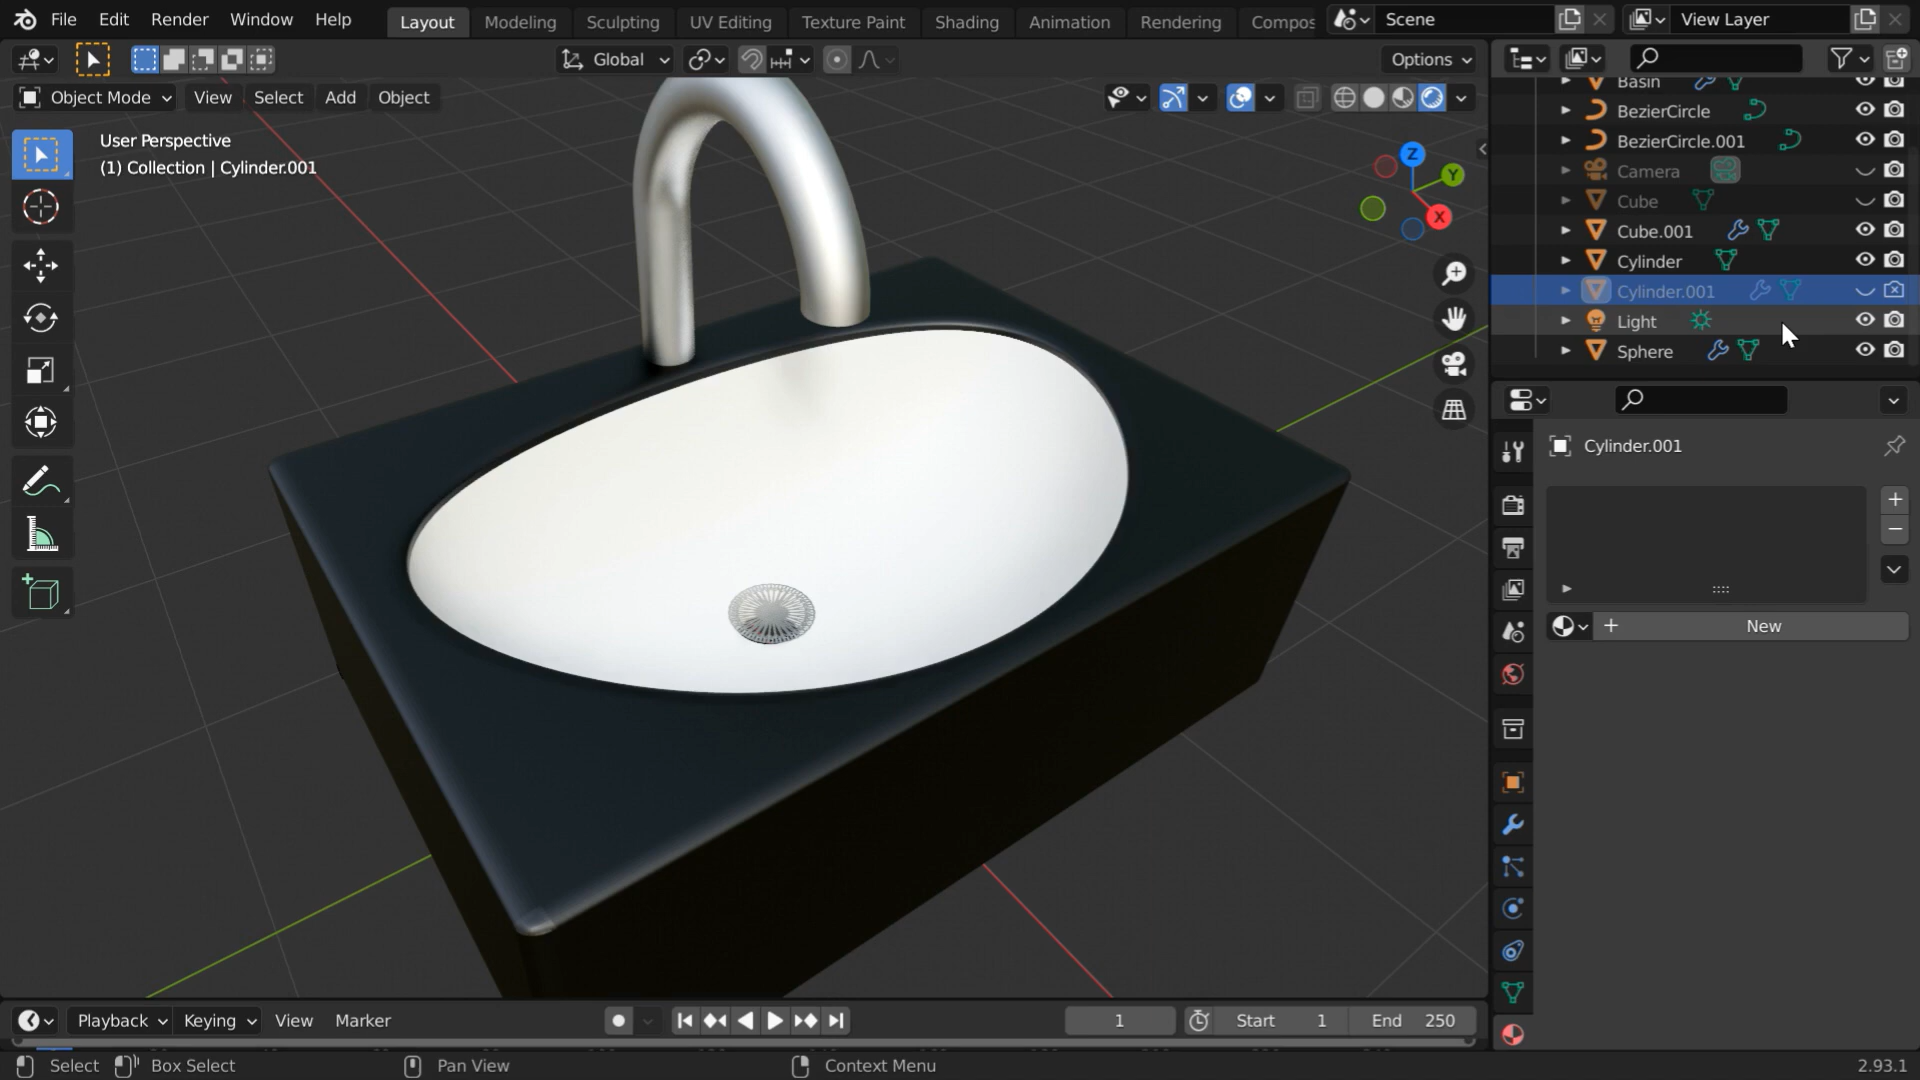 File Edit Render Window Help Layout Modeling Sculpting UV Editing Texture Paint Shading Animation Rendering Compos Scene View Layer
Global Options
Object Mode View Select Add Object
User Perspective
(1) Collection | Cylinder.001
Z
Y
X
Basin
BezierCircle
BezierCircle.001
Camera
Cube
Cube.001
Cylinder
Cylinder.001
Light
Sphere
Cylinder.001
New
Playback Keying View Marker 1 Start 1 End 250
Select Box Select Pan View Context Menu 2.93.1